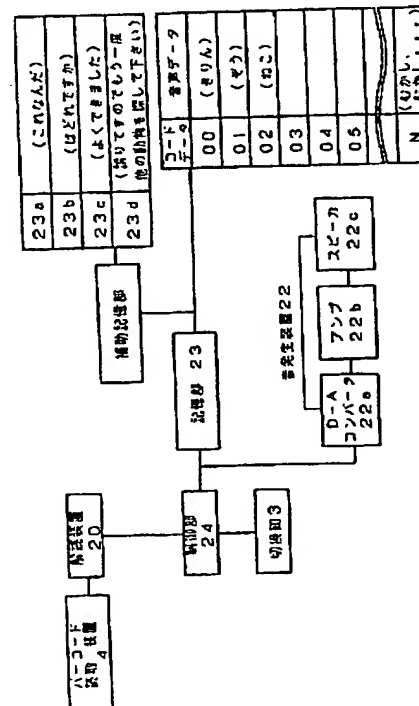 バーコード
読取 装置
4
解読装置
20
制御部
24
切換釦3
記憶部 23
補助記憶部
23a (これなんだ)
23b (はどれですか)
23c (よくできました)
23d (誤りですのでもう一度
他の動物を探して下さい)
音発生装置22
D-A
コンバータ
22a
アンプ
22b
スピーカ
22c
コード
データ 音声データ
00 (きりん)
01 (ぞう)
02 (ねこ)
03
04
05
N (むかし、